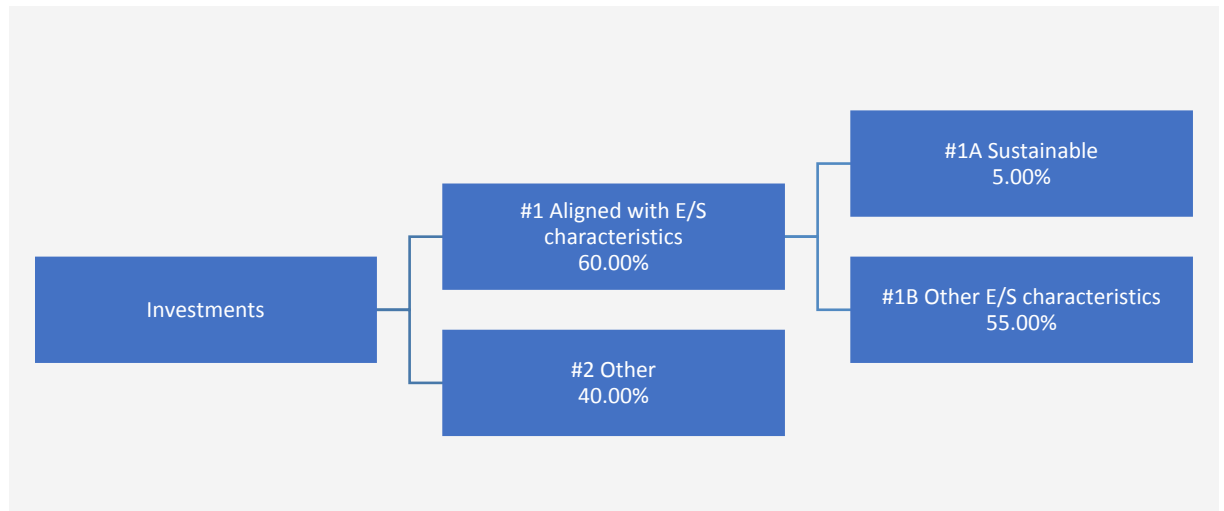 Investments
#1 Aligned with E/S
characteristics
60.00%
#2 Other
40.00%
#1A Sustainable
5.00%
#1B Other E/S characteristics
55.00%